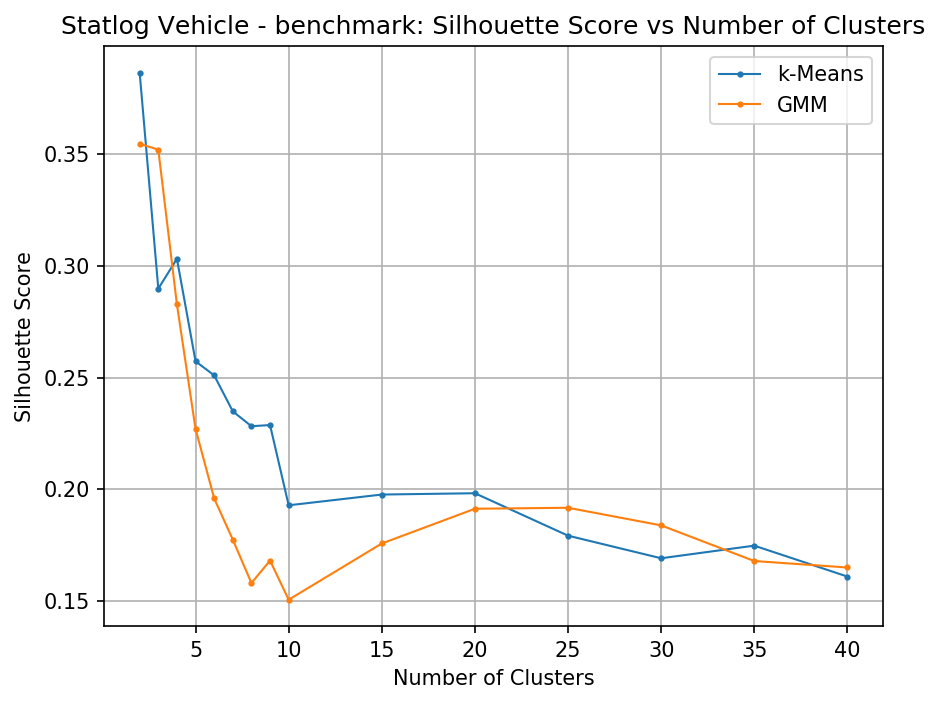 Statlog Vehicle - benchmark: Silhouette Score vs Number of Clusters
k-Means
GMM
0.35
0.30
0.25
0.20
0.15
Silhouette Score
5 10 15 20 25 30 35 40
Number of Clusters